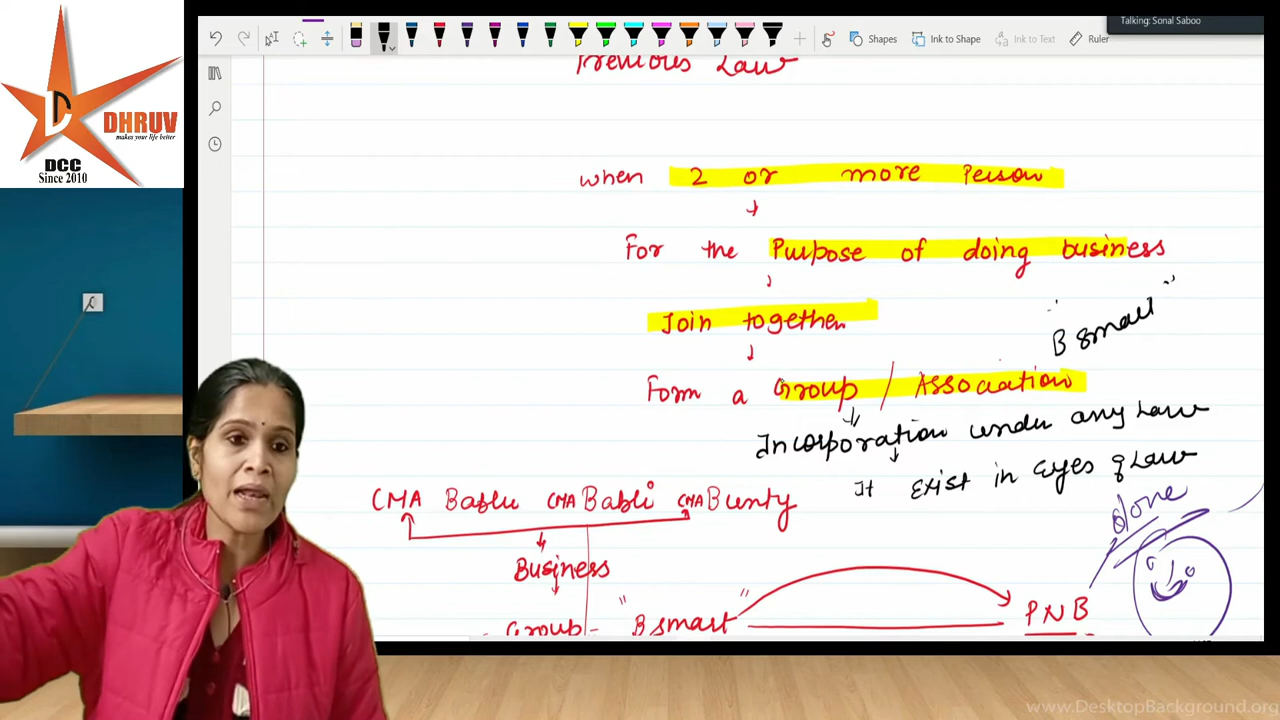 Talking: Sonal Saboo
Shapes
Ink to Shape
Ink to Text
Ruler
DHRUV
makes your life better
DCC
Since 2010
Previous Law
when 2 or more Person
For the Purpose of doing business
Join together
"B smart"
Form a Group / Association
Incorporation under any Law
It exist in Eyes of Law
CMA Bablu CMA Babli CMA Bunty
alone
Business
Group - "B smart"
PNB
www.DesktopBackground.org